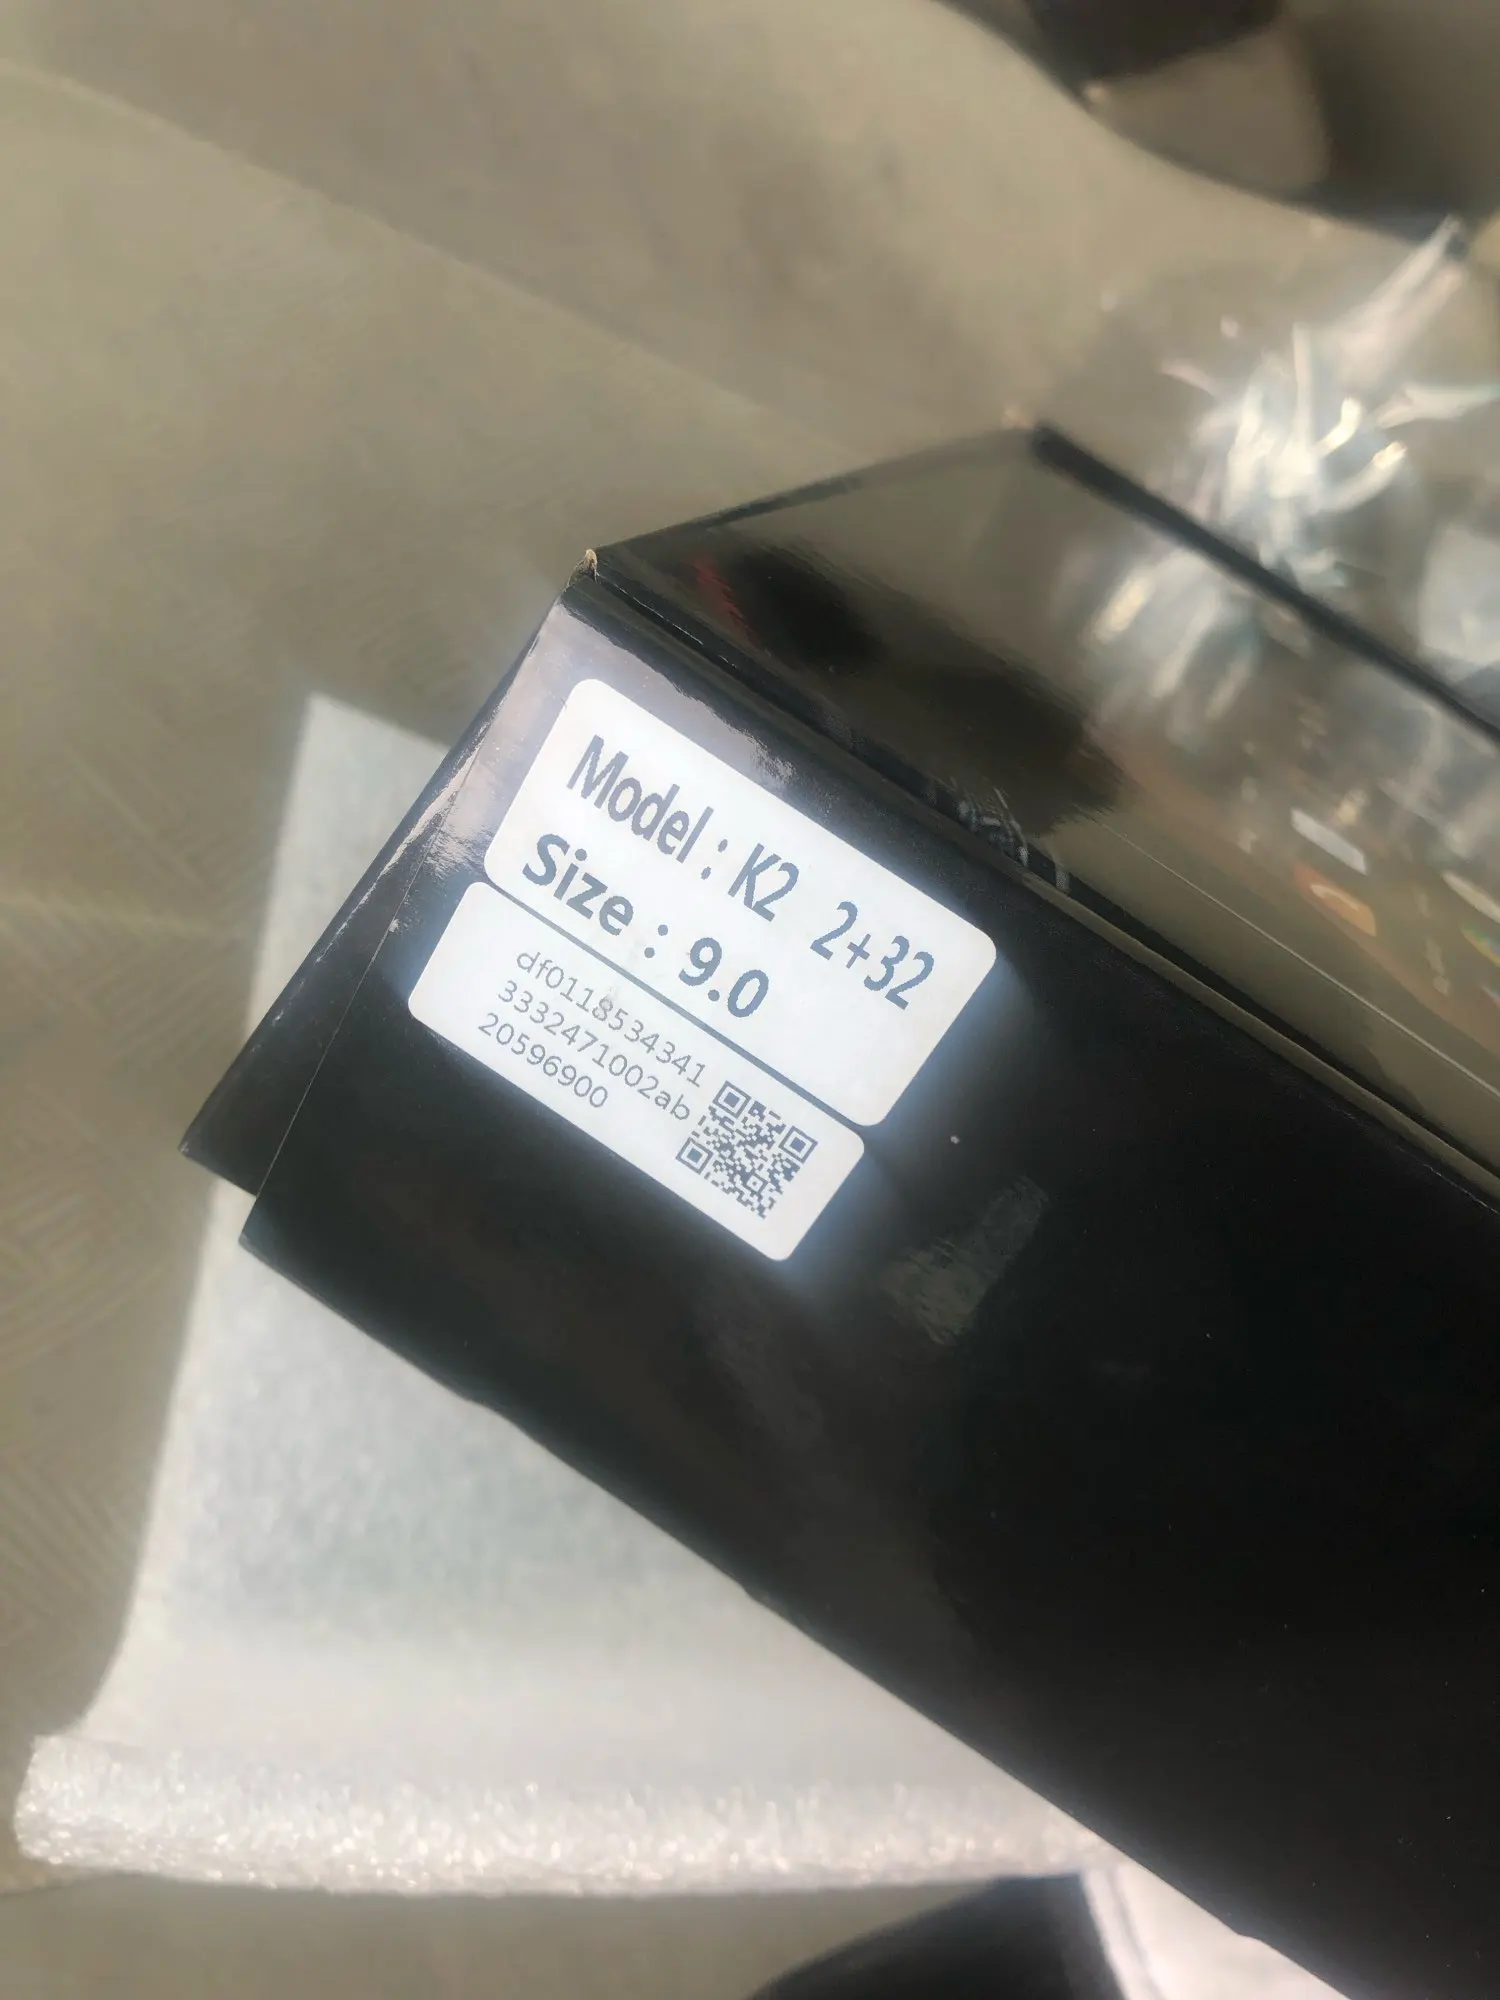 Model : K2 2+32
Size : 9.0
df0118534341
3332471002ab
20596900